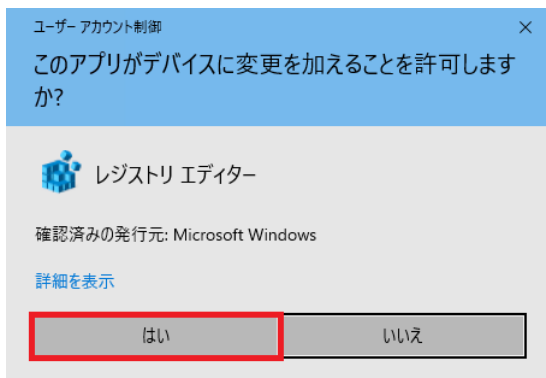 ユーザー アカウント制御
このアプリがデバイスに変更を加えることを許可します
か?
レジストリ エディター
確認済みの発行元: Microsoft Windows
詳細を表示
はい
いいえ